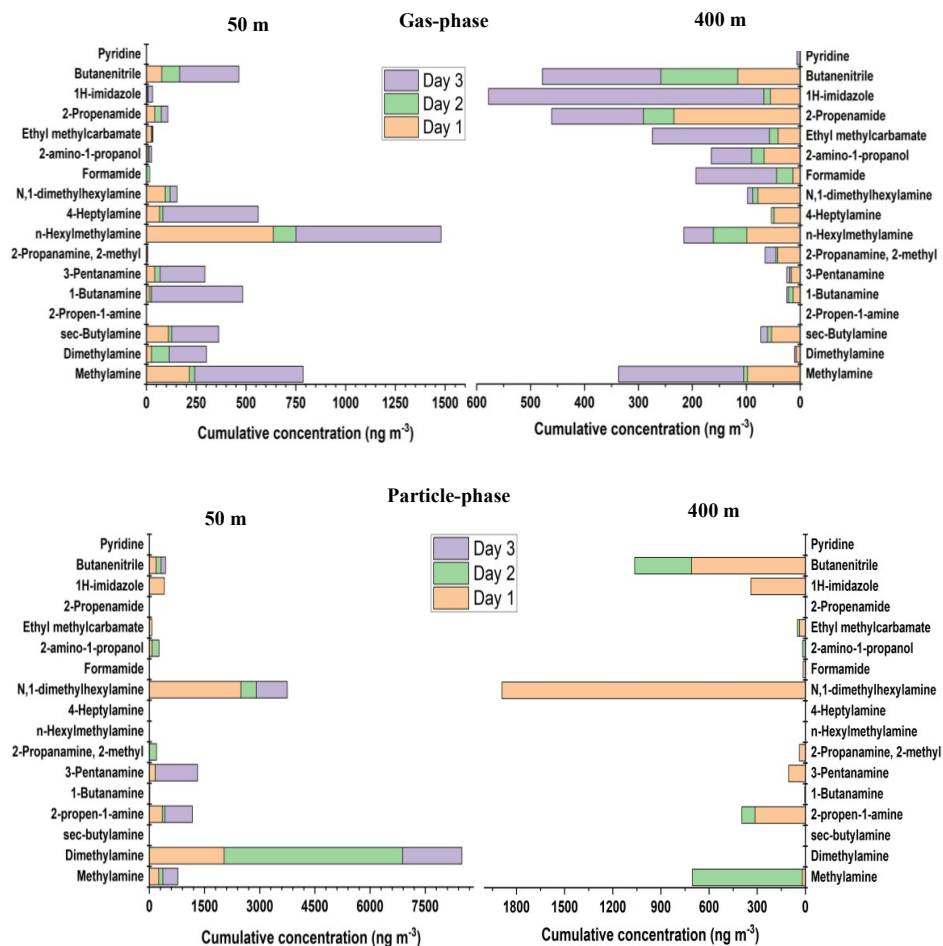 Gas-phase
50 m
400 m
Pyridine
Butanenitrile
1H-imidazole
2-Propenamide
Ethyl methylcarbamate
2-amino-1-propanol
Formamide
N,1-dimethylhexylamine
4-Heptylamine
n-Hexylmethylamine
2-Propanamine, 2-methyl
3-Pentanamine
1-Butanamine
2-Propen-1-amine
sec-Butylamine
Dimethylamine
Methylamine
Day 3
Day 2
Day 1
0 250 500 750 1000 1250 1500
Cumulative concentration (ng m-3)
Pyridine
Butanenitrile
1H-imidazole
2-Propenamide
Ethyl methylcarbamate
2-amino-1-propanol
Formamide
N,1-dimethylhexylamine
4-Heptylamine
n-Hexylmethylamine
2-Propanamine, 2-methyl
3-Pentanamine
1-Butanamine
2-Propen-1-amine
sec-Butylamine
Dimethylamine
Methylamine
600 500 400 300 200 100 0
Cumulative concentration (ng m-3)
Particle-phase
50 m
400 m
Pyridine
Butanenitrile
1H-imidazole
2-Propenamide
Ethyl methylcarbamate
2-amino-1-propanol
Formamide
N,1-dimethylhexylamine
4-Heptylamine
n-Hexylmethylamine
2-Propanamine, 2-methyl
3-Pentanamine
1-Butanamine
2-propen-1-amine
sec-butylamine
Dimethylamine
Methylamine
Day 3
Day 2
Day 1
0 1500 3000 4500 6000 7500
Cumulative concentration (ng m-3)
Pyridine
Butanenitrile
1H-imidazole
2-Propenamide
Ethyl methylcarbamate
2-amino-1-propanol
Formamide
N,1-dimethylhexylamine
4-Heptylamine
n-Hexylmethylamine
2-Propanamine, 2-methyl
3-Pentanamine
1-Butanamine
2-propen-1-amine
sec-butylamine
Dimethylamine
Methylamine
1800 1500 1200 900 600 300 0
Cumulative concentration (ng m-3)